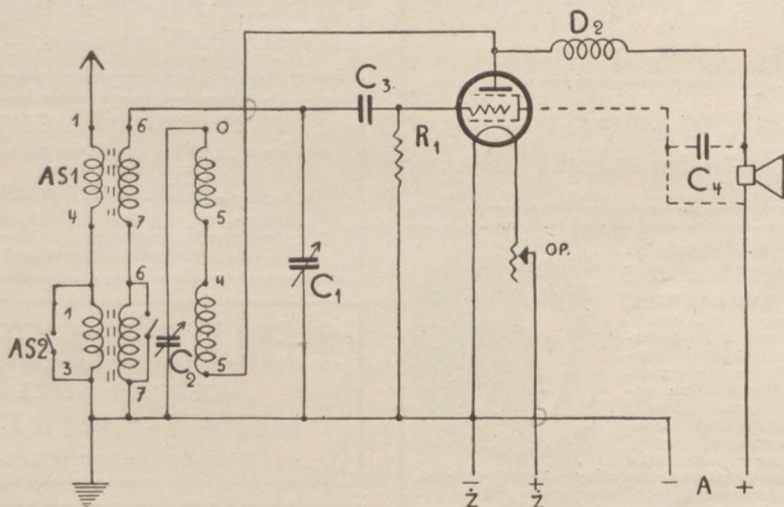 D₂
C₃
1
6
O
R₁
AS1
C₄
4
7
5
OP.
6
4
C₁
1
AS2
C₂
3
7
5
- Ż
+ Ż
- A +